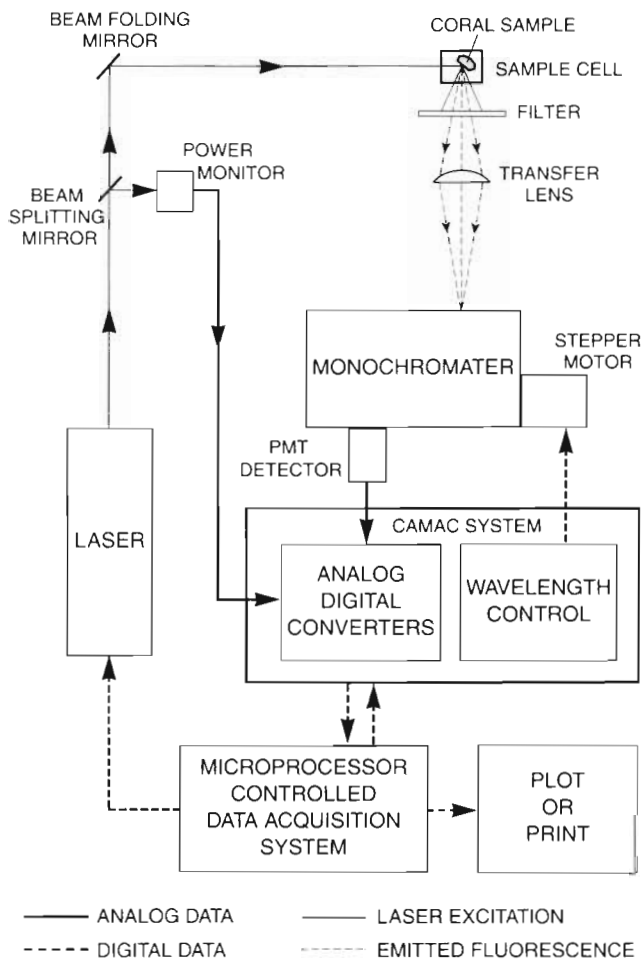 BEAM FOLDING
MIRROR
CORAL SAMPLE
SAMPLE CELL
FILTER
POWER
MONITOR
TRANSFER
LENS
BEAM
SPLITTING
MIRROR
STEPPER
MOTOR
MONOCHROMATER
PMT
DETECTOR
LASER
CAMAC SYSTEM
ANALOG
DIGITAL
CONVERTERS
WAVELENGTH
CONTROL
MICROPROCESSOR
CONTROLLED
DATA ACQUISITION
SYSTEM
PLOT
OR
PRINT
ANALOG DATA
LASER EXCITATION
DIGITAL DATA
EMITTED FLUORESCENCE